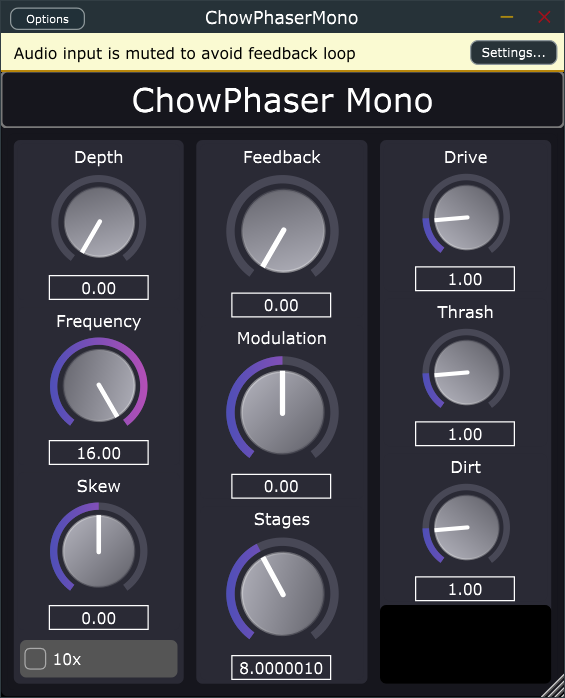 Options
ChowPhaserMono
Audio input is muted to avoid feedback loop
Settings...
ChowPhaser Mono
Depth
0.00
Frequency
16.00
Skew
0.00
10x
Feedback
0.00
Modulation
0.00
Stages
8.0000010
Drive
1.00
Thrash
1.00
Dirt
1.00